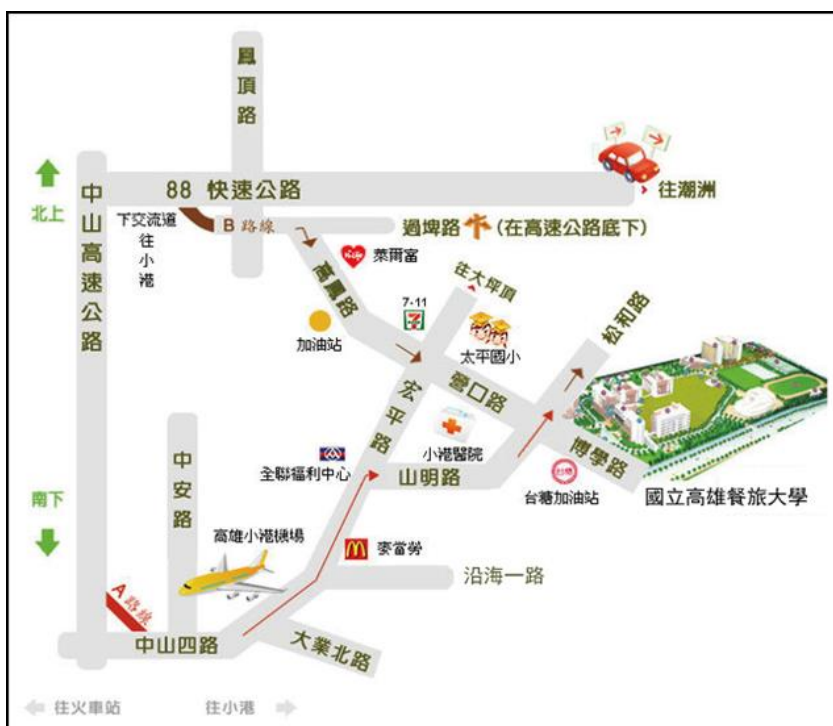 鳳頂路
北上
中山高速公路
88 快速公路
往潮洲
下交流道
往小港
B 路線
過埤路
(在高速公路底下)
Hi-Life
萊爾富
高鳳路
往大坪頂
7-11
加油站
太平國小
松和路
宏平路
營口路
小港醫院
中安路
全聯福利中心
山明路
博學路
台糖
台糖加油站
國立高雄餐旅大學
南下
高雄小港機場
麥當勞
沿海一路
A 路線
中山四路
大業北路
往火車站
往小港